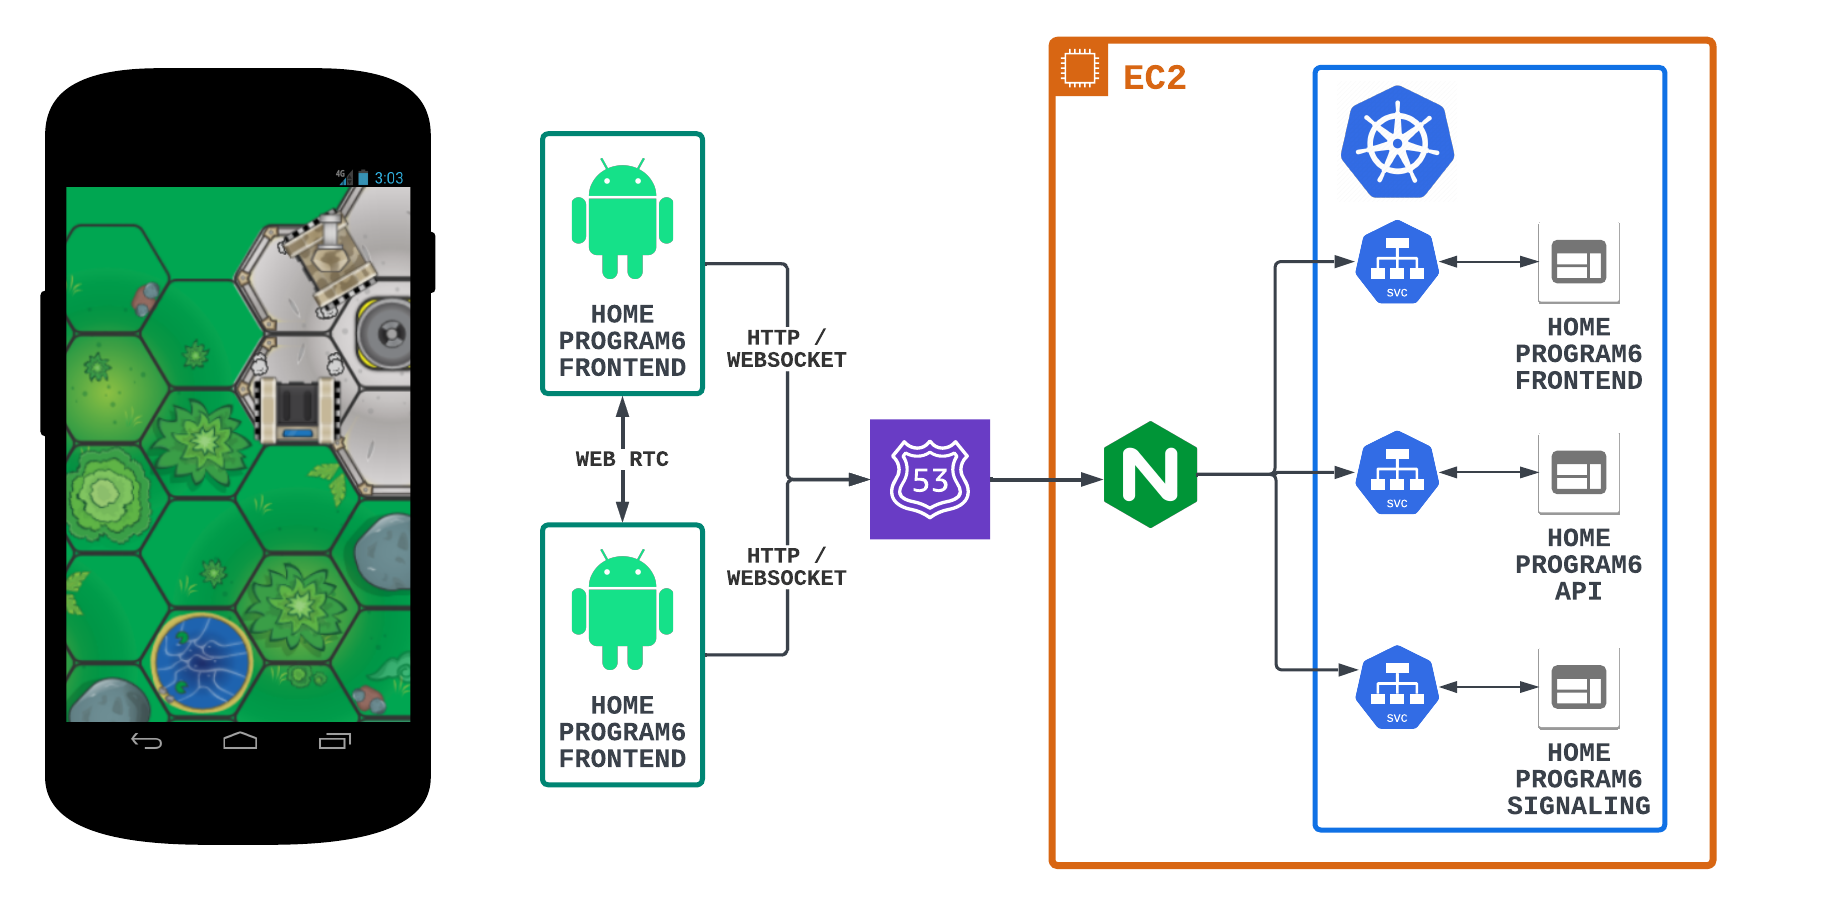 4G 3:03
HOME
PROGRAM6
FRONTEND
WEB RTC
HOME
PROGRAM6
FRONTEND
HTTP /
WEBSOCKET
HTTP /
WEBSOCKET
53
EC2
N
svc
HOME
PROGRAM6
FRONTEND
svc
HOME
PROGRAM6
API
svc
HOME
PROGRAM6
SIGNALING